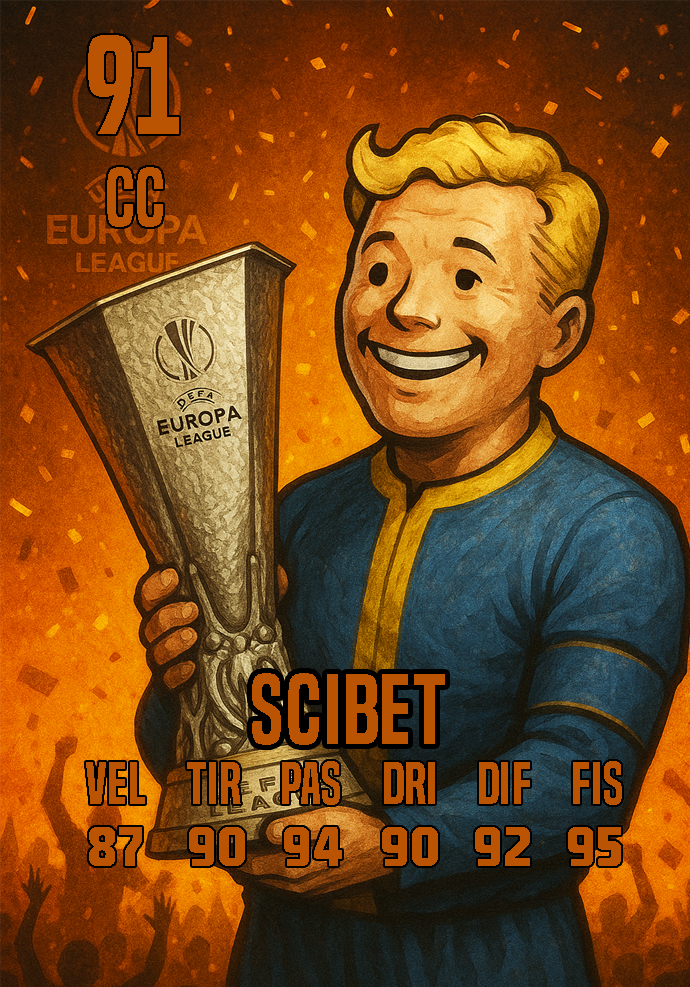 91
CC
EUROPA
LEAGUE
DEFA
EUROPA
LEAGUE
SCIBET
VEL TIR PAS DRI DIF FIS
87 90 94 90 92 95